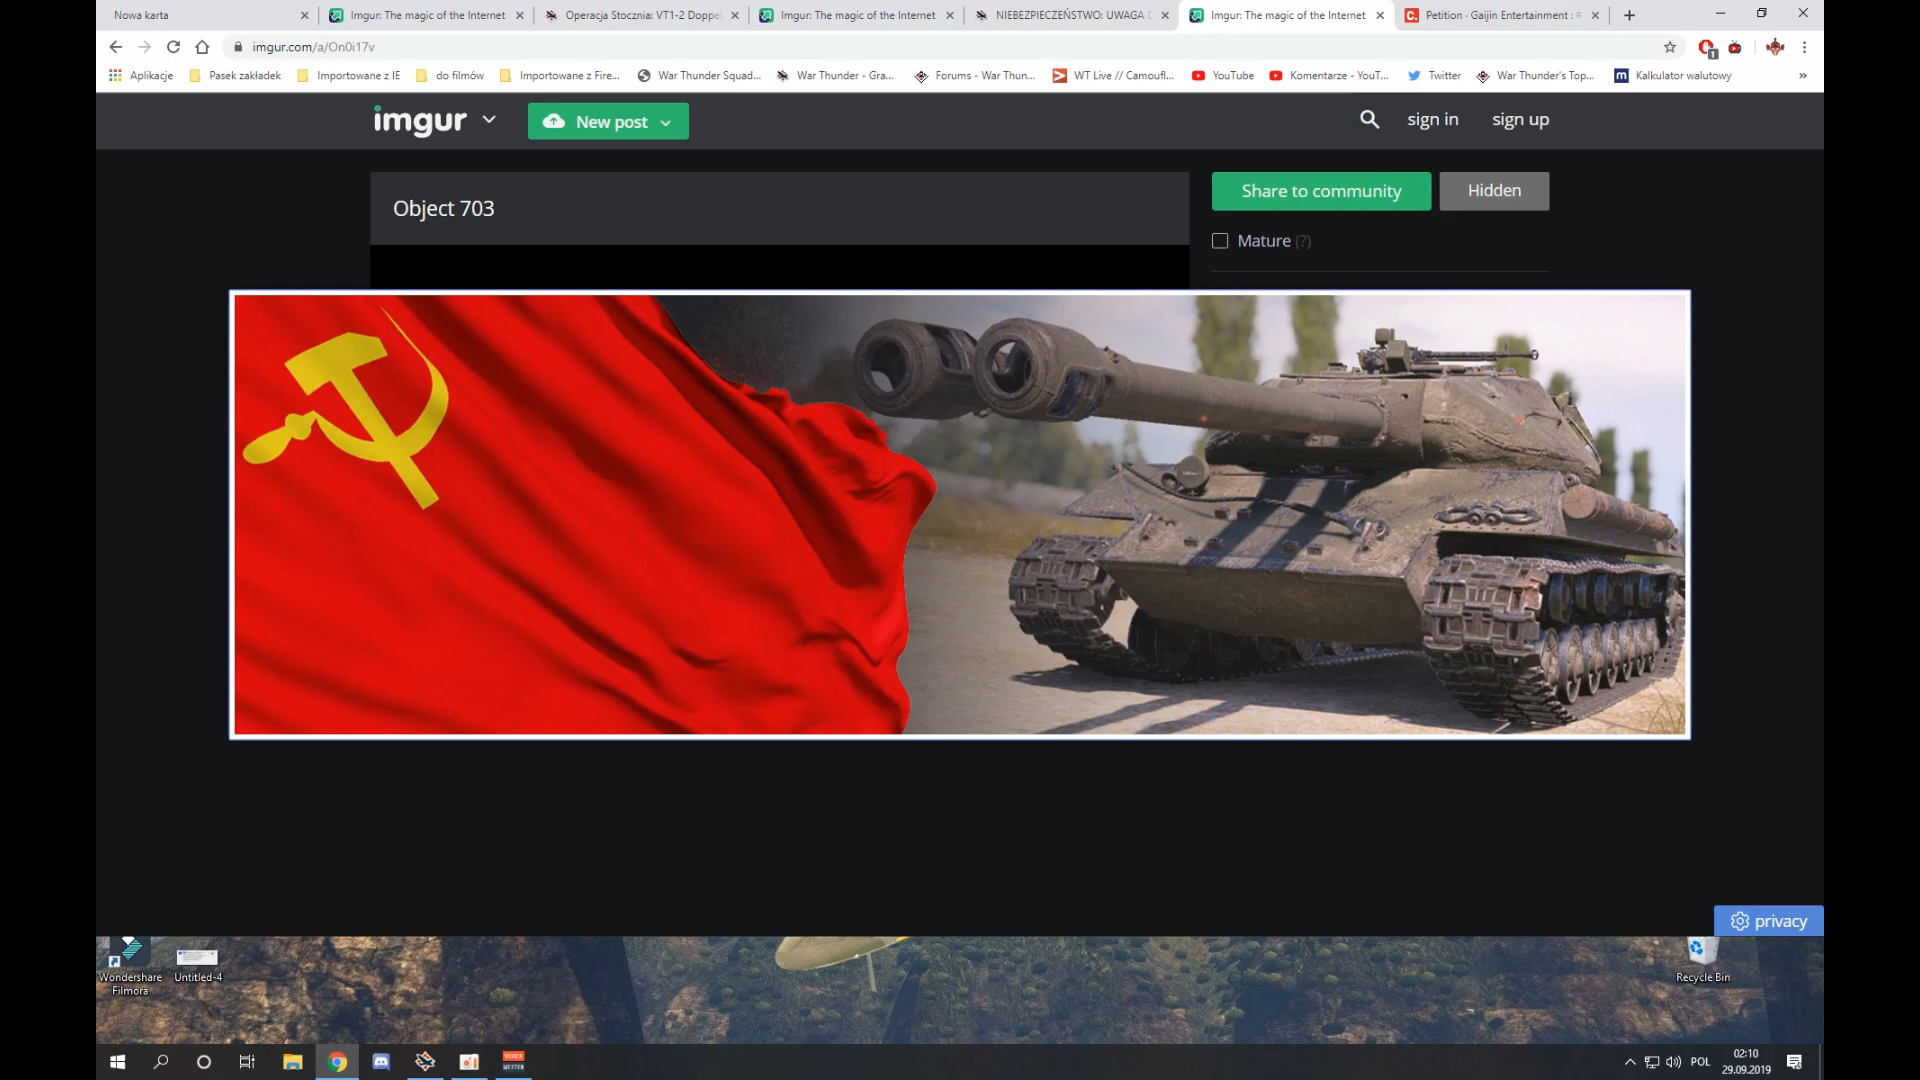 Nowa karta
Imgur: The magic of the Internet
Operacja Stocznia: VT1-2 Doppel
Imgur: The magic of the Internet
NIEBEZPIECZEŃSTWO: UWAGA
Imgur: The magic of the Internet
Petition · Gaijin Entertainment :
imgur.com/a/On0i17v
Aplikacje
Pasek zakładek
Importowane z IE
do filmów
Importowane z Fire...
War Thunder Squad...
War Thunder - Gra...
Forums - War Thun...
WT Live // Camoufl...
YouTube
Komentarze - YouT...
Twitter
War Thunder's Top...
m Kalkulator walutowy
»
imgur
New post
sign in
sign up
Object 703
Share to community
Hidden
Mature (?)
privacy
Wondershare
Filmora
Untitled-4
Recycle Bin
POL
02:10
29.09.2019